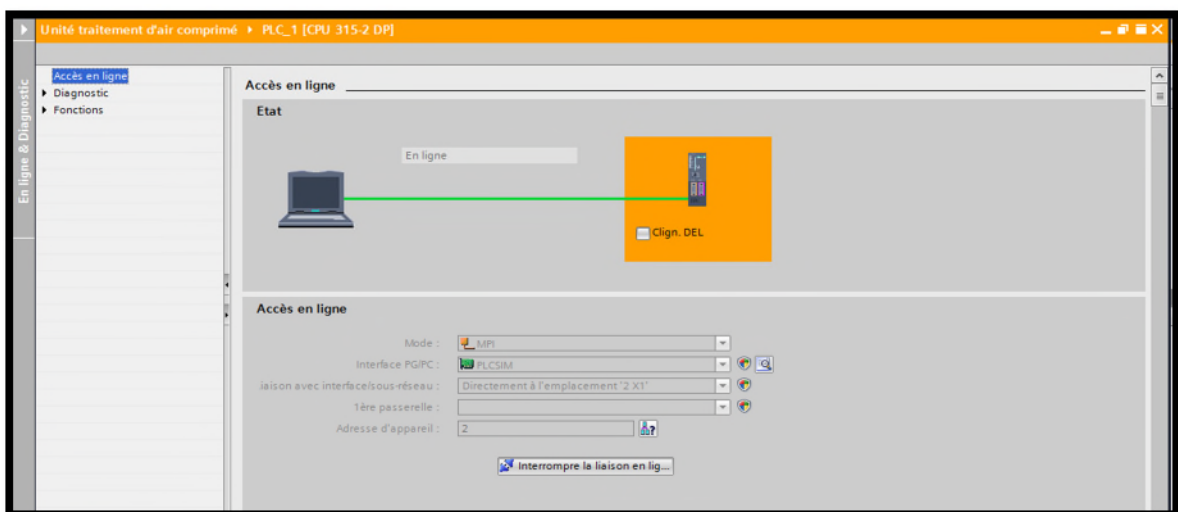 Unité traitement d'air comprimé ▸ PLC_1 [CPU 315-2 DP]
En ligne & Diagnostic
Accès en ligne
Diagnostic
Fonctions
Accès en ligne
Etat
En ligne
Clign. DEL
Accès en ligne
Mode : MPI
Interface PG/PC : PLCSIM
.iaison avec interface/sous-réseau : Directement à l'emplacement '2 X1'
1ère passerelle :
Adresse d'appareil : 2
Interrompre la liaison en lig...